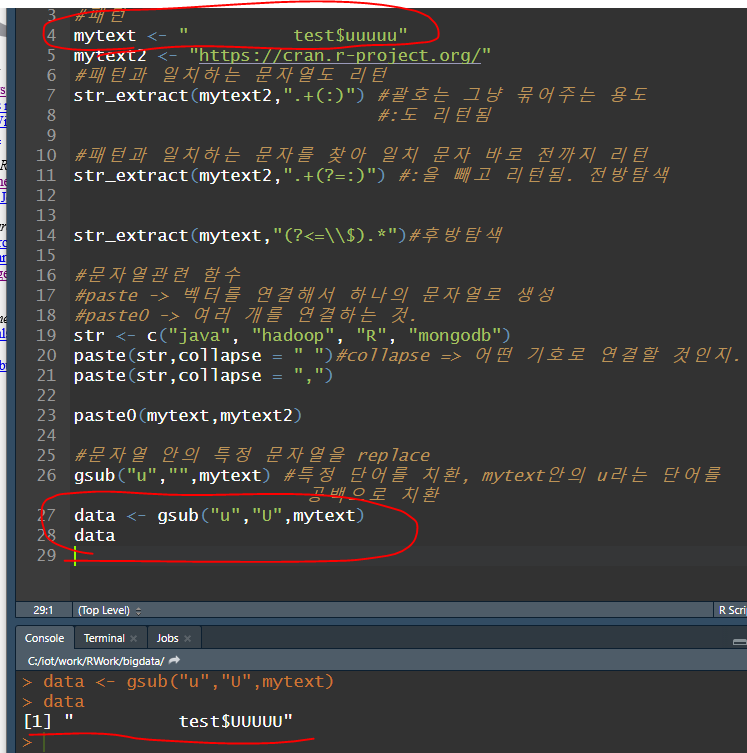 3 #패턴
4 mytext <- "           test$uuuuu"
5 mytext2 <- "https://cran.r-project.org/"
6 #패턴과 일치하는 문자열도 리턴
7 str_extract(mytext2,".+(:)") #괄호는 그냥 묶어주는 용도
8 #:도 리턴됨
9
10 #패턴과 일치하는 문자를 찾아 일치 문자 바로 전까지 리턴
11 str_extract(mytext2,".+(?=:)") #:을 빼고 리턴됨. 전방탐색
12
13
14 str_extract(mytext,"(?<=\\$).*")#후방탐색
15
16 #문자열관련 함수
17 #paste -> 벡터를 연결해서 하나의 문자열로 생성
18 #paste0 -> 여러 개를 연결하는 것.
19 str <- c("java", "hadoop", "R", "mongodb")
20 paste(str,collapse = " ")#collapse => 어떤 기호로 연결할 것인지.
21 paste(str,collapse = ",")
22
23 paste0(mytext,mytext2)
24
25 #문자열 안의 특정 문자열을 replace
26 gsub("u","",mytext) #특정 단어를 치환, mytext안의 u라는 단어를
공백으로 치환
27 data <- gsub("u","U",mytext)
28 data
29
29:1 (Top Level) R Scri
Console Terminal Jobs
C:/iot/work/RWork/bigdata/
> data <- gsub("u","U",mytext)
> data
[1] "           test$UUUUU"
>